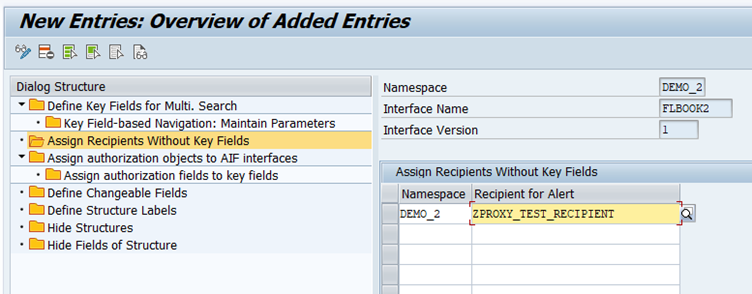 New Entries: Overview of Added Entries
Dialog Structure
Define Key Fields for Multi. Search
Key Field-based Navigation: Maintain Parameters
Assign Recipients Without Key Fields
Assign authorization objects to AIF interfaces
Assign authorization fields to key fields
Define Changeable Fields
Define Structure Labels
Hide Structures
Hide Fields of Structure
Namespace DEMO_2
Interface Name FLBOOK2
Interface Version 1
Assign Recipients Without Key Fields
Namespace Recipient for Alert
DEMO_2 ZPROXY_TEST_RECIPIENT